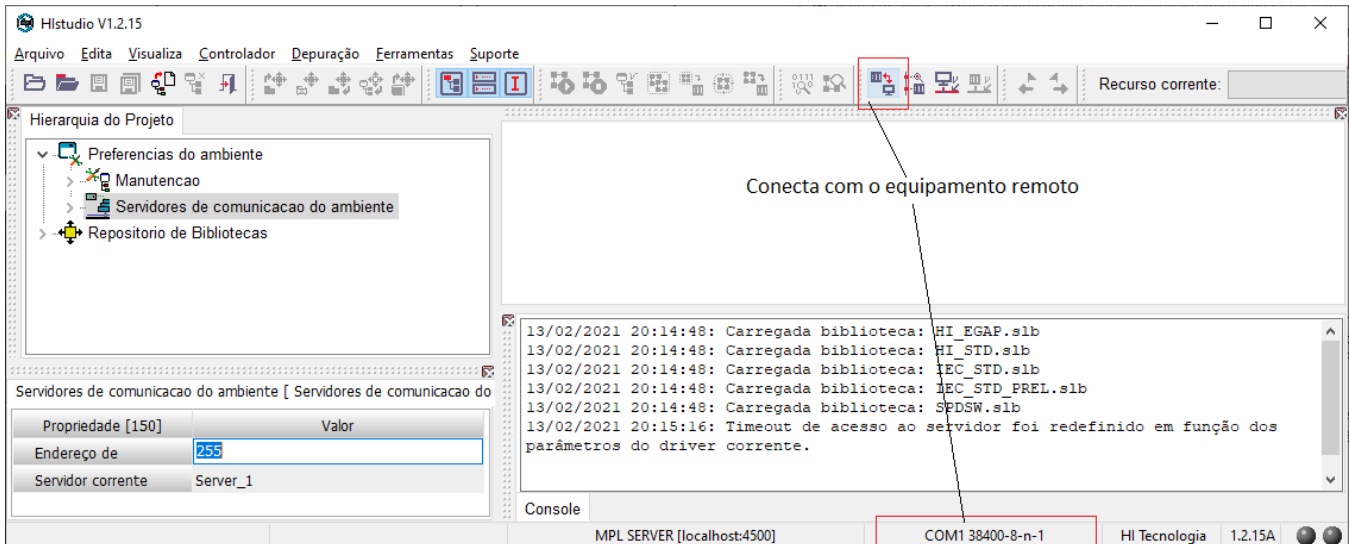 HIstudio V1.2.15
Arquivo Edita Visualiza Controlador Depuração Ferramentas Suporte
Recurso corrente:
Hierarquia do Projeto
Preferencias do ambiente
Manutencao
Servidores de comunicacao do ambiente
Repositorio de Bibliotecas
Conecta com o equipamento remoto
Servidores de comunicacao do ambiente [ Servidores de comunicacao do
Propriedade [150] Valor
Endereço de 255
Servidor corrente Server_1
13/02/2021 20:14:48: Carregada biblioteca: HI_EGAP.slb
13/02/2021 20:14:48: Carregada biblioteca: HI_STD.slb
13/02/2021 20:14:48: Carregada biblioteca: IEC_STD.slb
13/02/2021 20:14:48: Carregada biblioteca: IEC_STD_PREL.slb
13/02/2021 20:14:48: Carregada biblioteca: SPDSW.slb
13/02/2021 20:15:16: Timeout de acesso ao servidor foi redefinido em função dos
parâmetros do driver corrente.
Console
MPL SERVER [localhost:4500] COM1 38400-8-n-1 HI Tecnologia 1.2.15A